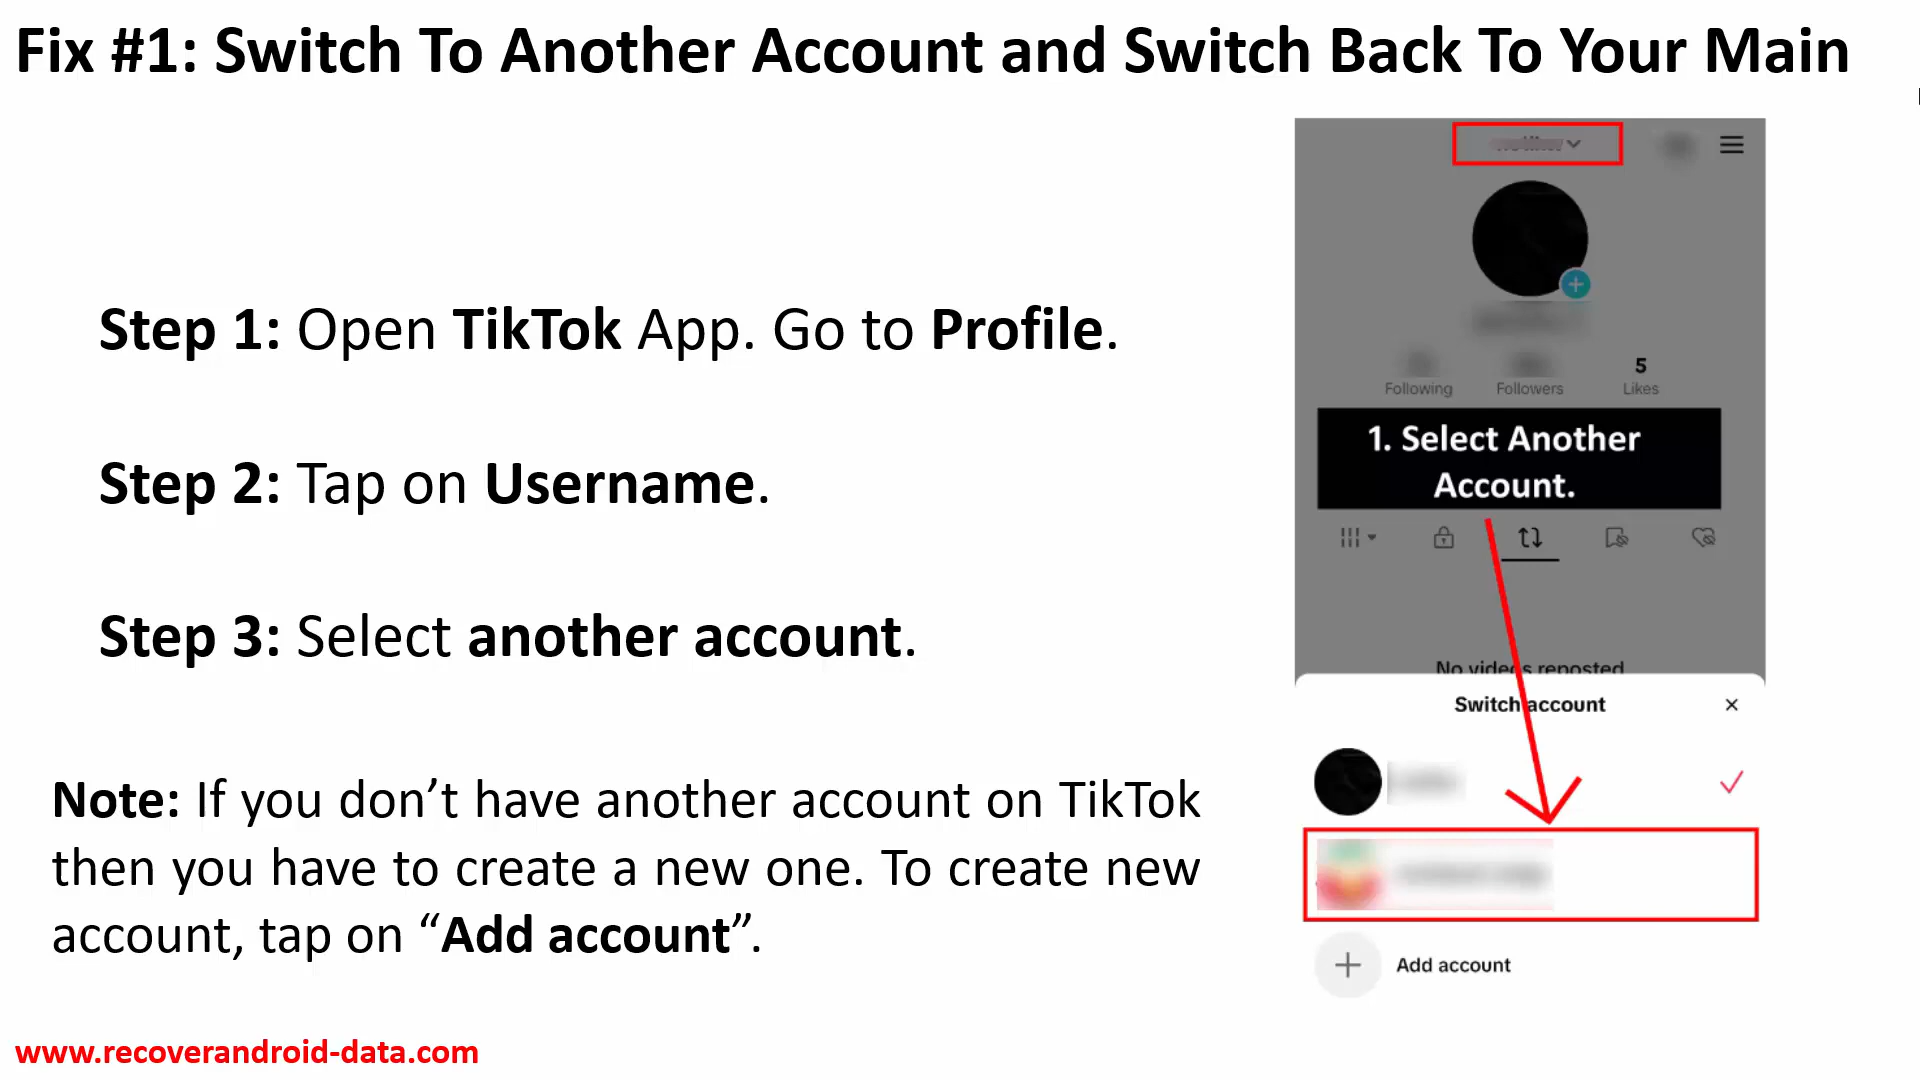 Fix #1: Switch To Another Account and Switch Back To Your Main
Step 1: Open TikTok App. Go to Profile.
Step 2: Tap on Username.
Step 3: Select another account.
Note: If you don’t have another account on TikTok
then you have to create a new one. To create new
account, tap on “Add account”.
www.recoverandroid-data.com
5
Following Followers Likes
1. Select Another
Account.
No videos reposted
Switch account
Add account